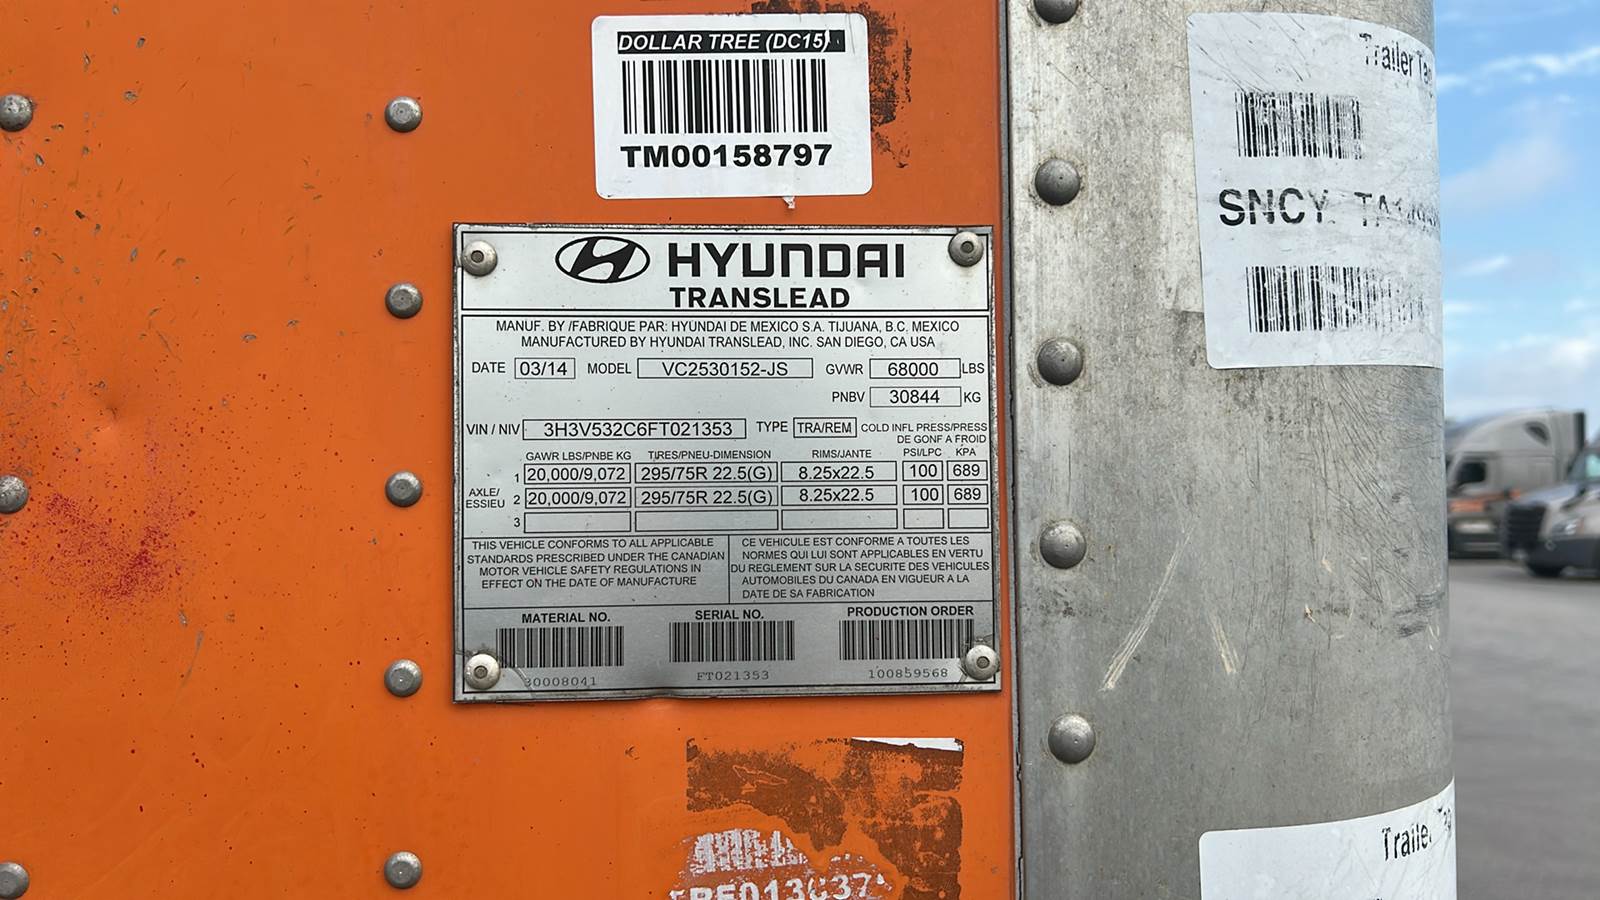 DOLLAR TREE (DC15)
TM00158797
Trailer
SNCY
HYUNDAI
TRANSLEAD
MANUF. BY /FABRIQUE PAR: HYUNDAI DE MEXICO S.A. TIJUANA, B.C. MEXICO
MANUFACTURED BY HYUNDAI TRANSLEAD, INC. SAN DIEGO, CA USA
DATE 03/14 MODEL VC2530152-JS GVWR 68000 LBS
PNBV 30844 KG
VIN / NIV 3H3V532C6FT021353 TYPE TRA/REM COLD INFL PRESS/PRESS
DE GONF A FROID
GAWR LBS/PNBE KG TIRES/PNEU-DIMENSION RIMS/JANTE PSI/LPC KPA
1 20,000/9,072 295/75R 22.5(G) 8.25x22.5 100 689
AXLE/
ESSIEU
2 20,000/9,072 295/75R 22.5(G) 8.25x22.5 100 689
3
THIS VEHICLE CONFORMS TO ALL APPLICABLE
STANDARDS PRESCRIBED UNDER THE CANADIAN
MOTOR VEHICLE SAFETY REGULATIONS IN
EFFECT ON THE DATE OF MANUFACTURE
CE VEHICULE EST CONFORME A TOUTES LES
NORMES QUI LUI SONT APPLICABLES EN VERTU
DU REGLEMENT SUR LA SECURITE DES VEHICULES
AUTOMOBILES DU CANADA EN VIGUEUR A LA
DATE DE SA FABRICATION
MATERIAL NO. SERIAL NO. PRODUCTION ORDER
30008041 FT021353 100859568
Trailer